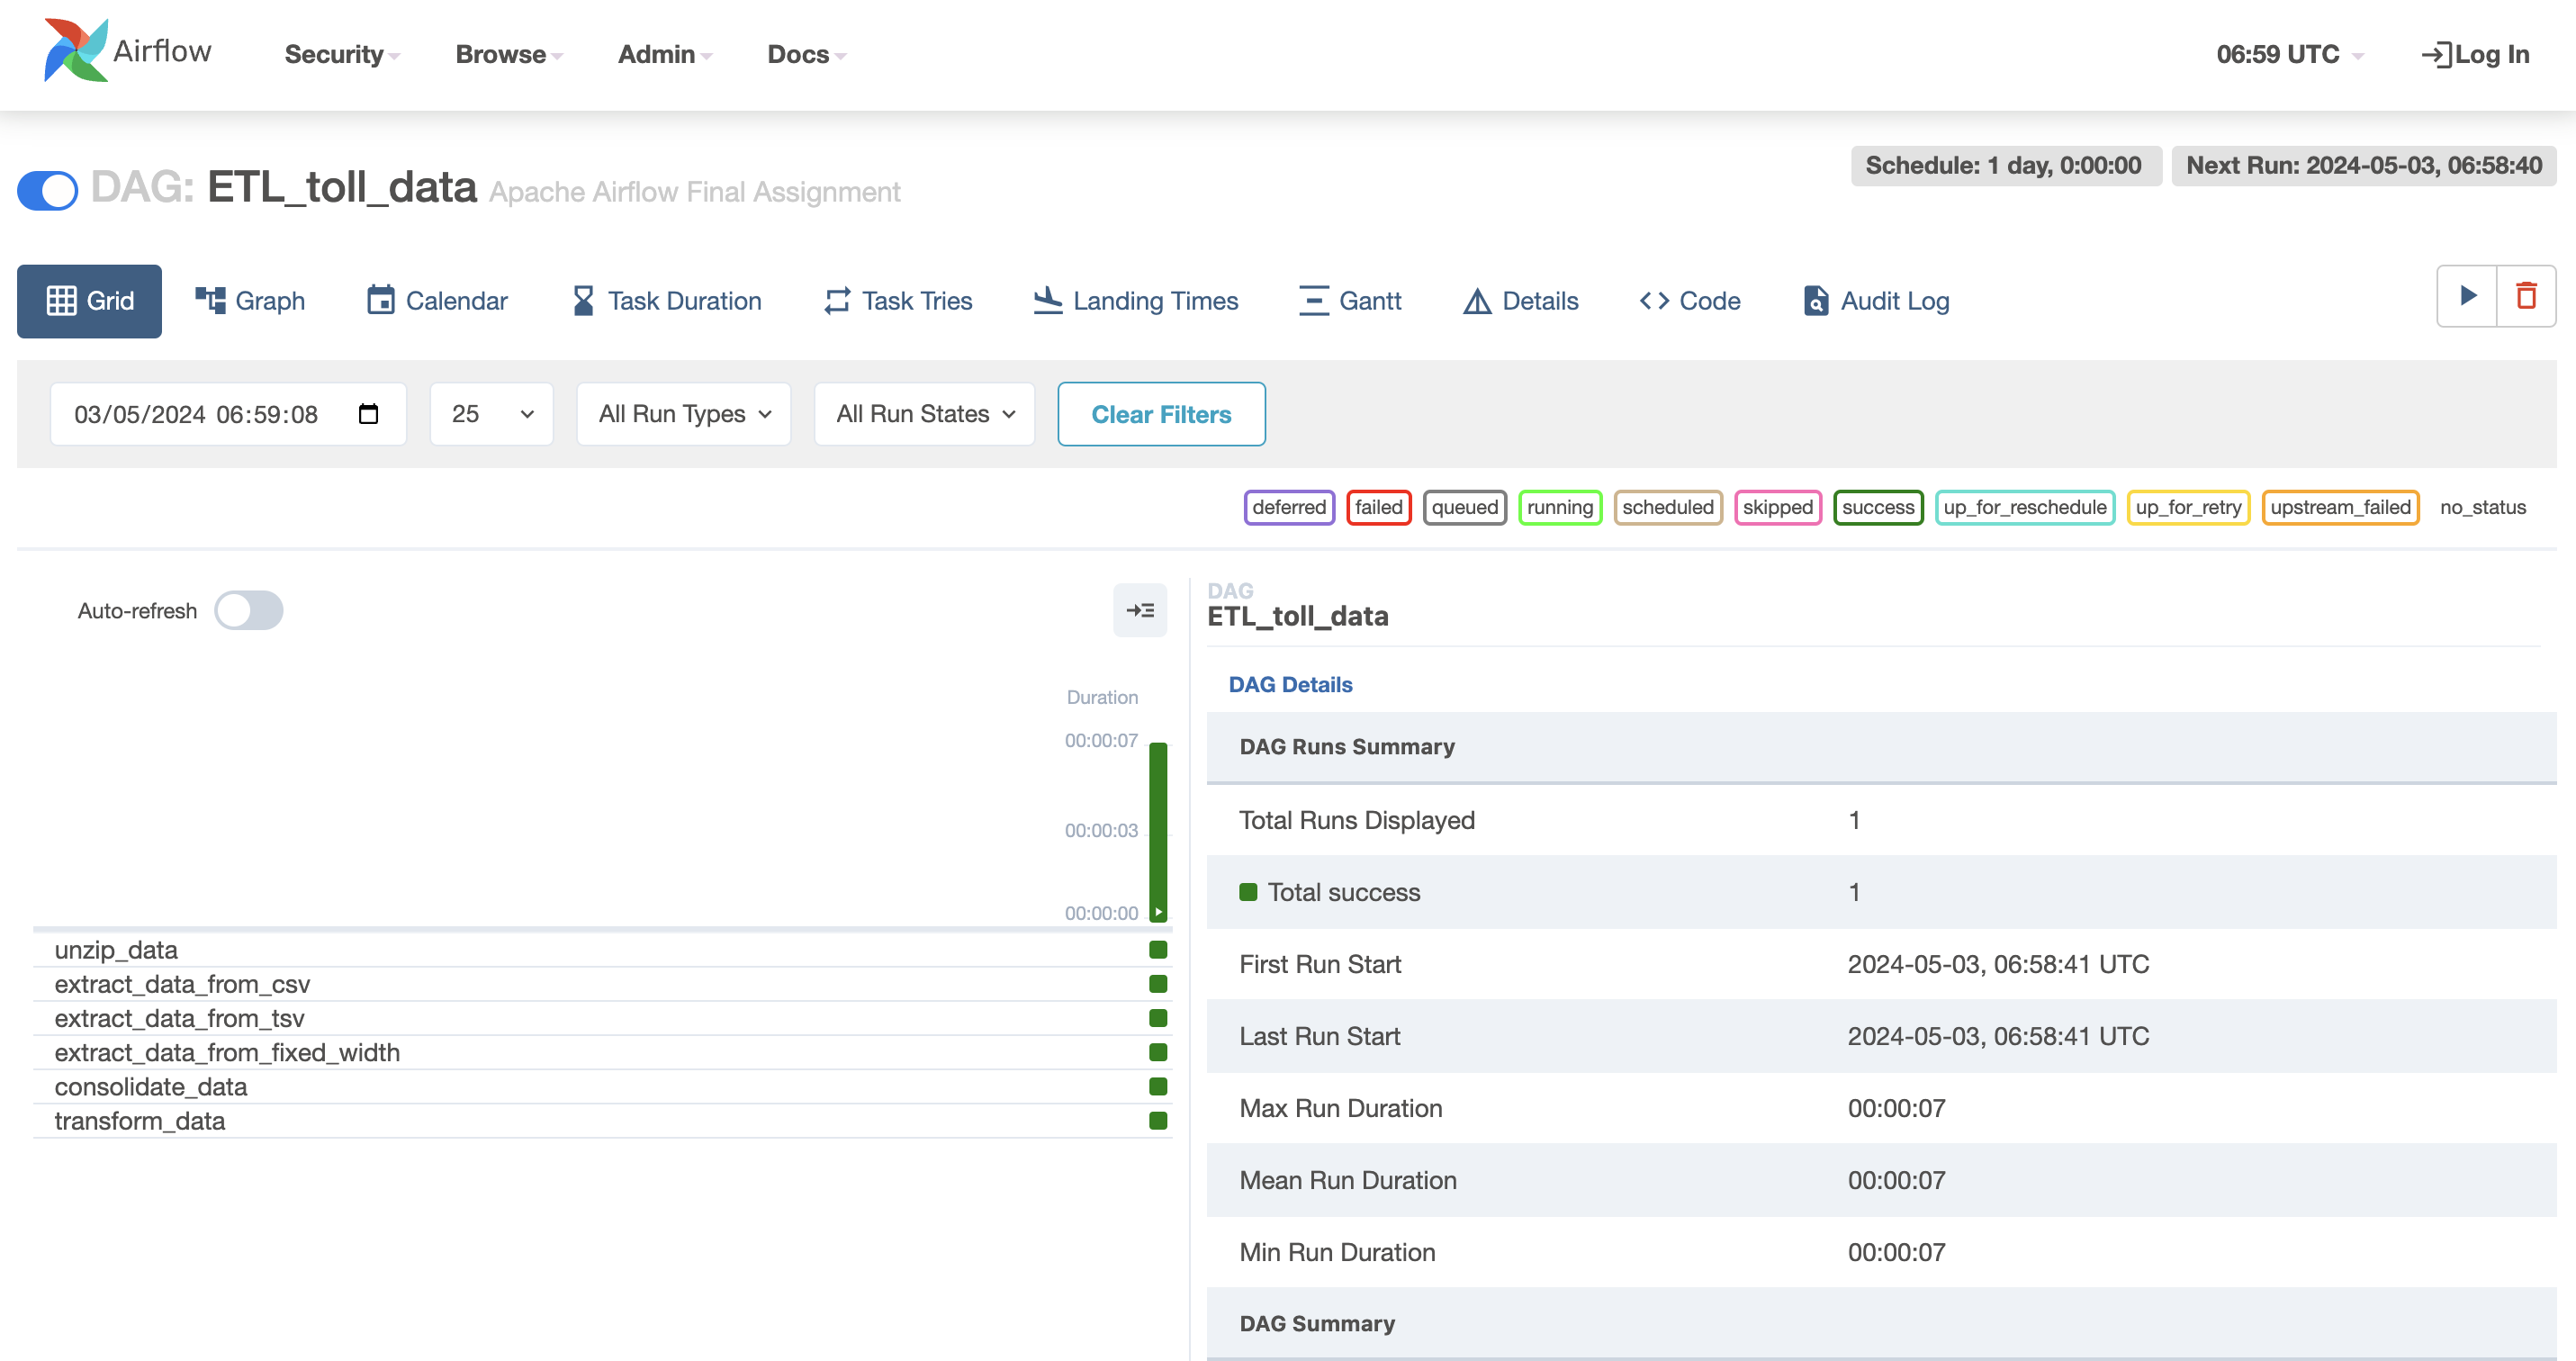 Airflow Security Browse Admin Docs 06:59 UTC Log In
Schedule: 1 day, 0:00:00 Next Run: 2024-05-03, 06:58:40
DAG: ETL_toll_data Apache Airflow Final Assignment
Grid Graph Calendar Task Duration Task Tries Landing Times Gantt Details Code Audit Log
03/05/2024 06:59:08 25 All Run Types All Run States Clear Filters
deferred failed queued running scheduled skipped success up_for_reschedule up_for_retry upstream_failed no_status
Auto-refresh
Duration
00:00:07
00:00:03
00:00:00
unzip_data
extract_data_from_csv
extract_data_from_tsv
extract_data_from_fixed_width
consolidate_data
transform_data
DAG
ETL_toll_data
DAG Details
DAG Runs Summary
Total Runs Displayed 1
Total success 1
First Run Start 2024-05-03, 06:58:41 UTC
Last Run Start 2024-05-03, 06:58:41 UTC
Max Run Duration 00:00:07
Mean Run Duration 00:00:07
Min Run Duration 00:00:07
DAG Summary